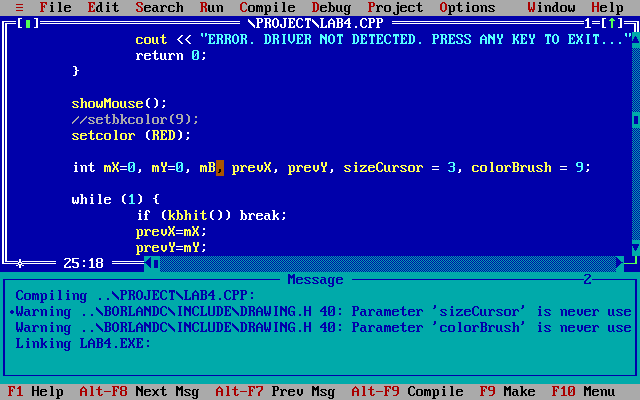 ≡ File Edit Search Run Compile Debug Project Options Window Help
[■] \PROJECT\LAB4.CPP 1=[↑]
cout << "ERROR. DRIVER NOT DETECTED. PRESS ANY KEY TO EXIT..."
return 0;
}
showMouse();
//setbkcolor(9);
setcolor (RED);
int mX=0, mY=0, mB, prevX, prevY, sizeCursor = 3, colorBrush = 9;
while (1) {
if (kbhit()) break;
prevX=mX;
prevY=mY;
25:18
Message 2
Compiling ..\PROJECT\LAB4.CPP:
•Warning ..\BORLANDC\INCLUDE\DRAWING.H 40: Parameter 'sizeCursor' is never use
Warning ..\BORLANDC\INCLUDE\DRAWING.H 40: Parameter 'colorBrush' is never use
Linking LAB4.EXE:
F1 Help Alt-F8 Next Msg Alt-F7 Prev Msg Alt-F9 Compile F9 Make F10 Menu